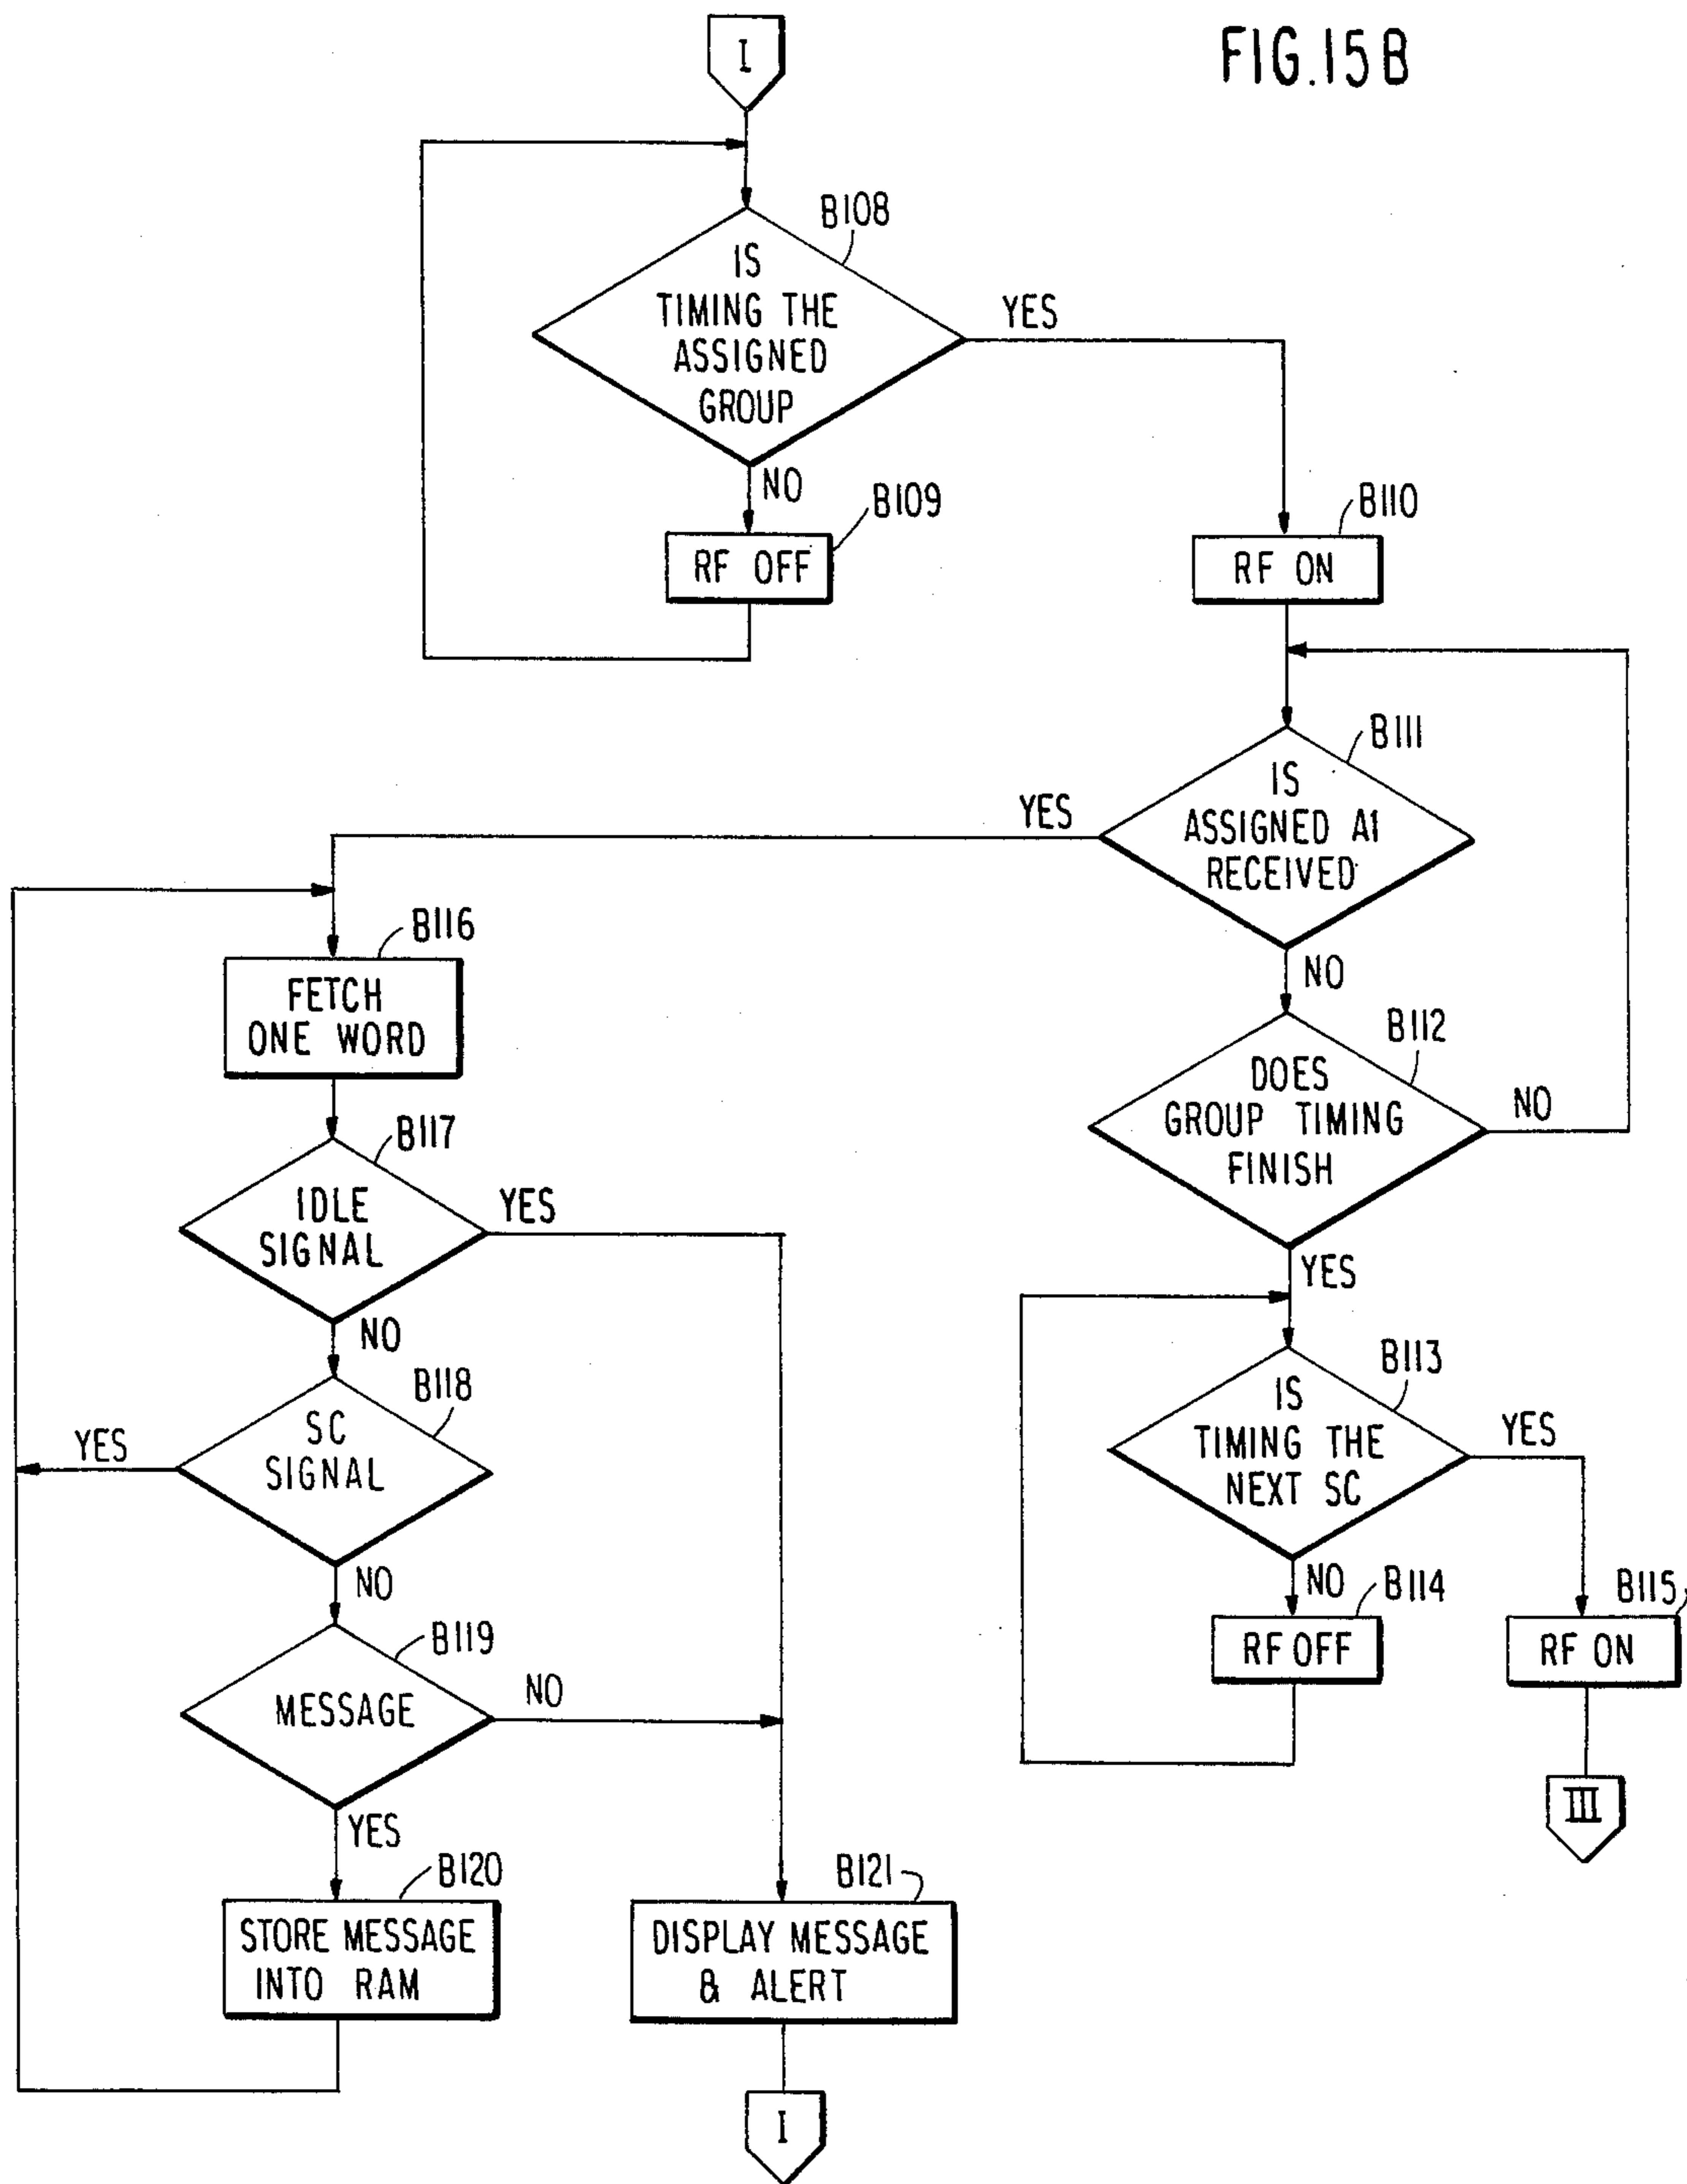 FIG.15B
I
B108
IS
TIMING THE
ASSIGNED
GROUP
YES
NO
B109
RF OFF
B110
RF ON
B111
IS
ASSIGNED A1
RECEIVED
YES
NO
B116
FETCH
ONE WORD
B112
DOES
GROUP TIMING
FINISH
NO
YES
B117
IDLE
SIGNAL
YES
NO
B118
SC
SIGNAL
YES
NO
B113
IS
TIMING THE
NEXT SC
YES
NO
B114
RF OFF
B115
RF ON
III
B119
MESSAGE
NO
YES
B120
STORE MESSAGE
INTO RAM
B121
DISPLAY MESSAGE
& ALERT
I